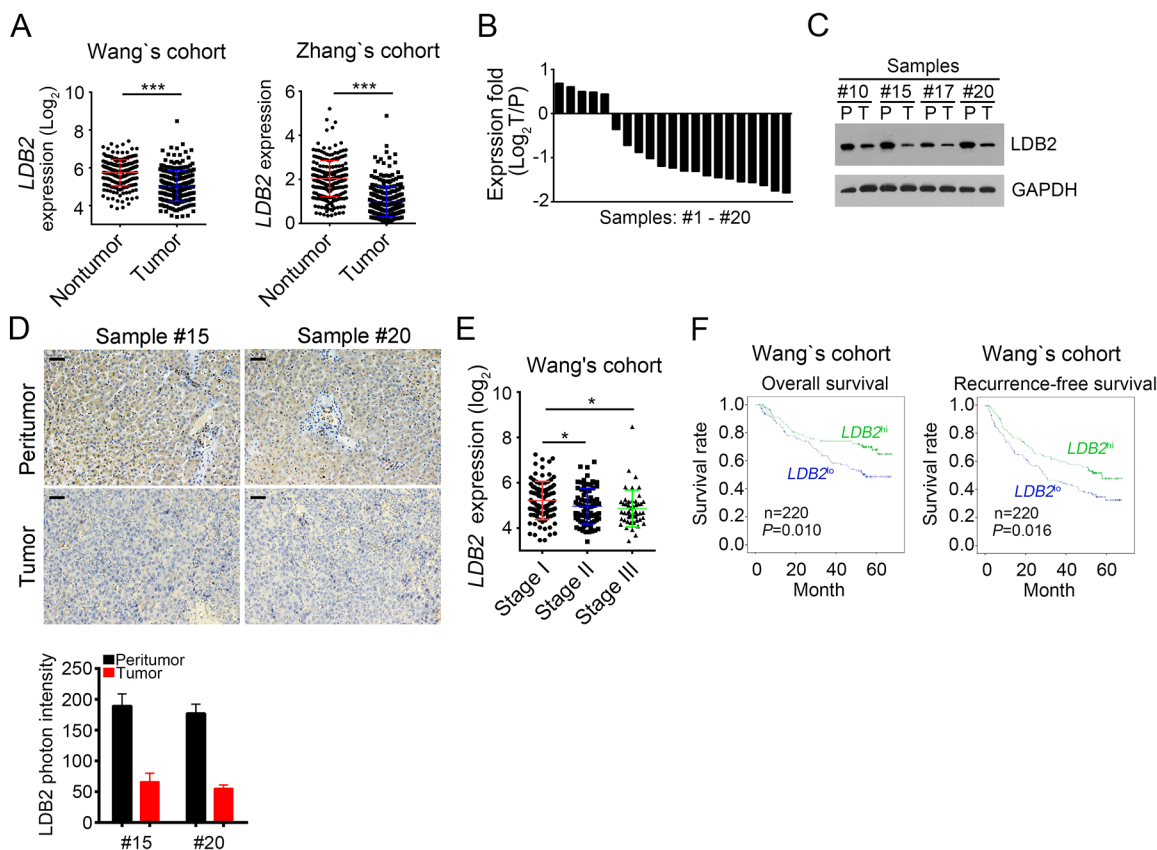 A
Wang`s cohort
LDB2
expression (Log2)
10
8
6
4
***
Nontumor
Tumor
Zhang`s cohort
LDB2 expression
6
4
2
0
***
Nontumor
Tumor
B
Exprssion fold
(Log2T/P)
1
0
-1
-2
Samples: #1 - #20
C
Samples
#10 #15 #17 #20
P T P T P T P T
LDB2
GAPDH
D
Sample #15 Sample #20
Peritumor
Tumor
LDB2 photon intensity
250
200
150
100
50
0
Peritumor
Tumor
#15 #20
E
Wang's cohort
LDB2 expression (log2)
10
8
6
4
*
*
Stage I
Stage II
Stage III
F
Wang`s cohort
Overall survival
Survival rate
1.0
0.8
0.6
0.4
0.2
0.0
LDB2hi
LDB2lo
n=220
P=0.010
0 20 40 60
Month
Wang`s cohort
Recurrence-free survival
Survival rate
1.0
0.8
0.6
0.4
0.2
0.0
LDB2hi
LDB2lo
n=220
P=0.016
0 20 40 60
Month